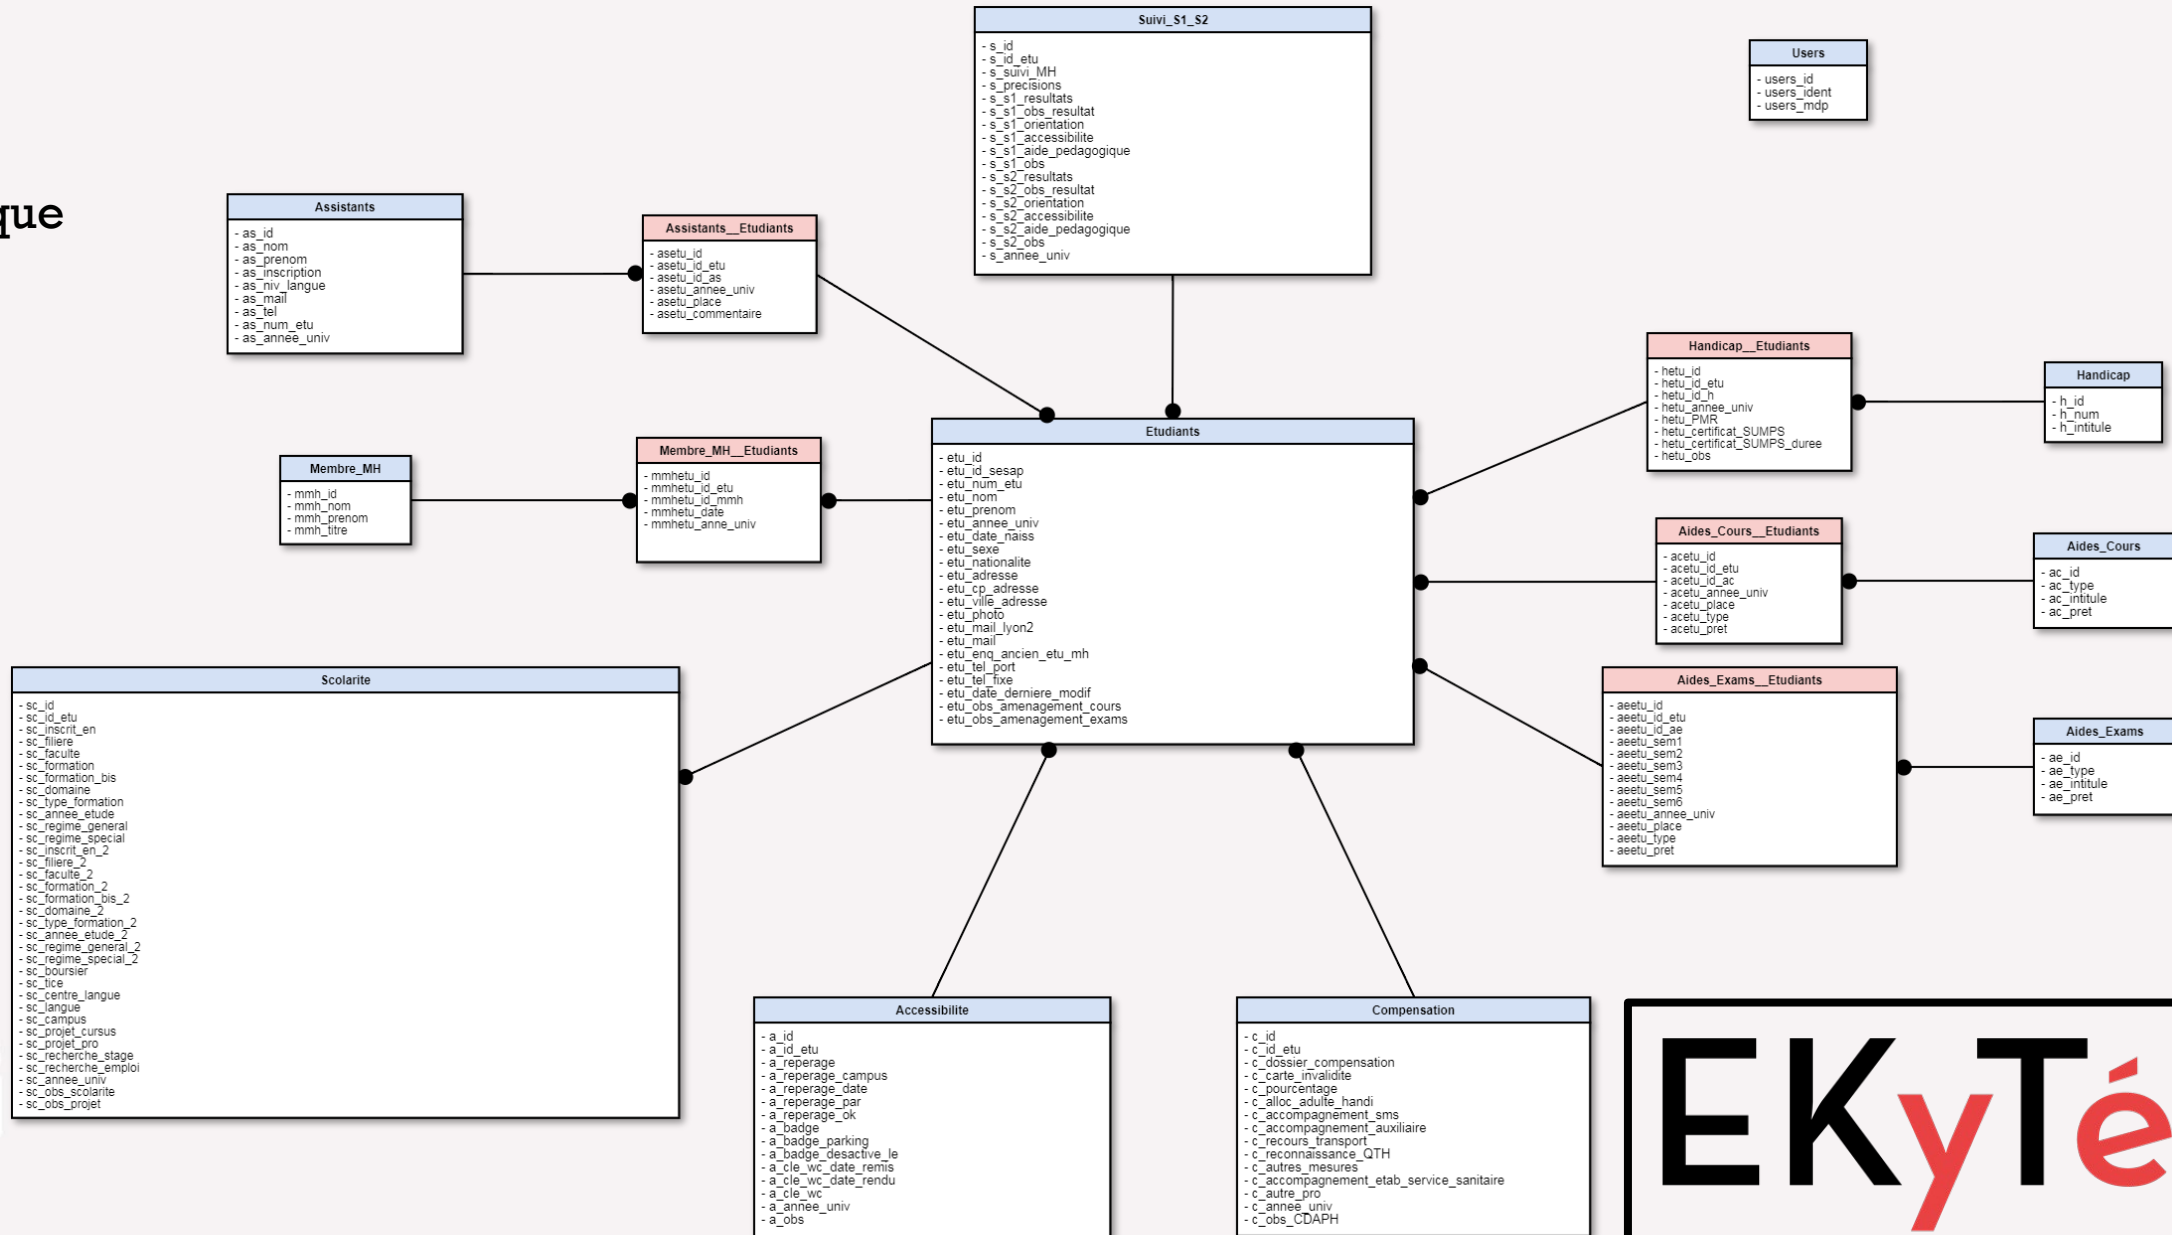 que
Suivi_S1_S2
- s_id
- s_id_etu
- s_suivi_MH
- s_precisions
- s_s1_resultats
- s_s1_obs_resultat
- s_s1_orientation
- s_s1_accessibilite
- s_s1_aide_pedagogique
- s_s1_obs
- s_s2_resultats
- s_s2_obs_resultat
- s_s2_orientation
- s_s2_accessibilite
- s_s2_aide_pedagogique
- s_s2_obs
- s_annee_univ
Users
- users_id
- users_ident
- users_mdp
Assistants
- as_id
- as_nom
- as_prenom
- as_inscription
- as_niv_langue
- as_mail
- as_tel
- as_num_etu
- as_annee_univ
Assistants__Etudiants
- asetu_id
- asetu_id_etu
- asetu_id_as
- asetu_annee_univ
- asetu_place
- asetu_commentaire
Handicap__Etudiants
- hetu_id
- hetu_id_etu
- hetu_id_h
- hetu_annee_univ
- hetu_PMR
- hetu_certificat_SUMPS
- hetu_certificat_SUMPS_duree
- hetu_obs
Handicap
- h_id
- h_num
- h_intitule
Membre_MH
- mmh_id
- mmh_nom
- mmh_prenom
- mmh_titre
Membre_MH__Etudiants
- mmhetu_id
- mmhetu_id_etu
- mmhetu_id_mmh
- mmhetu_date
- mmhetu_anne_univ
Etudiants
- etu_id
- etu_id_sesap
- etu_num_etu
- etu_nom
- etu_prenom
- etu_annee_univ
- etu_date_naiss
- etu_sexe
- etu_nationalite
- etu_adresse
- etu_cp_adresse
- etu_ville_adresse
- etu_photo
- etu_mail_lyon2
- etu_mail
- etu_enq_ancien_etu_mh
- etu_tel_port
- etu_tel_fixe
- etu_date_derniere_modif
- etu_obs_amenagement_cours
- etu_obs_amenagement_exams
Aides_Cours__Etudiants
- acetu_id
- acetu_id_etu
- acetu_id_ac
- acetu_annee_univ
- acetu_place
- acetu_type
- acetu_pret
Aides_Cours
- ac_id
- ac_type
- ac_intitule
- ac_pret
Aides_Exams__Etudiants
- aeetu_id
- aeetu_id_etu
- aeetu_id_ae
- aeetu_sem1
- aeetu_sem2
- aeetu_sem3
- aeetu_sem4
- aeetu_sem5
- aeetu_sem6
- aeetu_annee_univ
- aeetu_place
- aeetu_type
- aeetu_pret
Aides_Exams
- ae_id
- ae_type
- ae_intitule
- ae_pret
Scolarite
- sc_id
- sc_id_etu
- sc_inscrit_en
- sc_filiere
- sc_faculte
- sc_formation
- sc_formation_bis
- sc_domaine
- sc_type_formation
- sc_annee_etude
- sc_regime_general
- sc_regime_special
- sc_inscrit_en_2
- sc_filiere_2
- sc_faculte_2
- sc_formation_2
- sc_formation_bis_2
- sc_domaine_2
- sc_type_formation_2
- sc_annee_etude_2
- sc_regime_general_2
- sc_regime_special_2
- sc_boursier
- sc_tice
- sc_centre_langue
- sc_langue
- sc_campus
- sc_projet_cursus
- sc_projet_pro
- sc_recherche_stage
- sc_recherche_emploi
- sc_annee_univ
- sc_obs_scolarite
- sc_obs_projet
Accessibilite
- a_id
- a_id_etu
- a_reperage
- a_reperage_campus
- a_reperage_date
- a_reperage_par
- a_reperage_ok
- a_badge
- a_badge_parking
- a_badge_desactive_le
- a_cle_wc_date_remis
- a_cle_wc_date_rendu
- a_cle_wc
- a_annee_univ
- a_obs
Compensation
- c_id
- c_id_etu
- c_dossier_compensation
- c_carte_invalidite
- c_pourcentage
- c_alloc_adulte_handi
- c_accompagnement_sms
- c_accompagnement_auxiliaire
- c_recours_transport
- c_reconnaissance_QTH
- c_autres_mesures
- c_accompagnement_etab_service_sanitaire
- c_autre_pro
- c_annee_univ
- c_obs_CDAPH
EKyTé